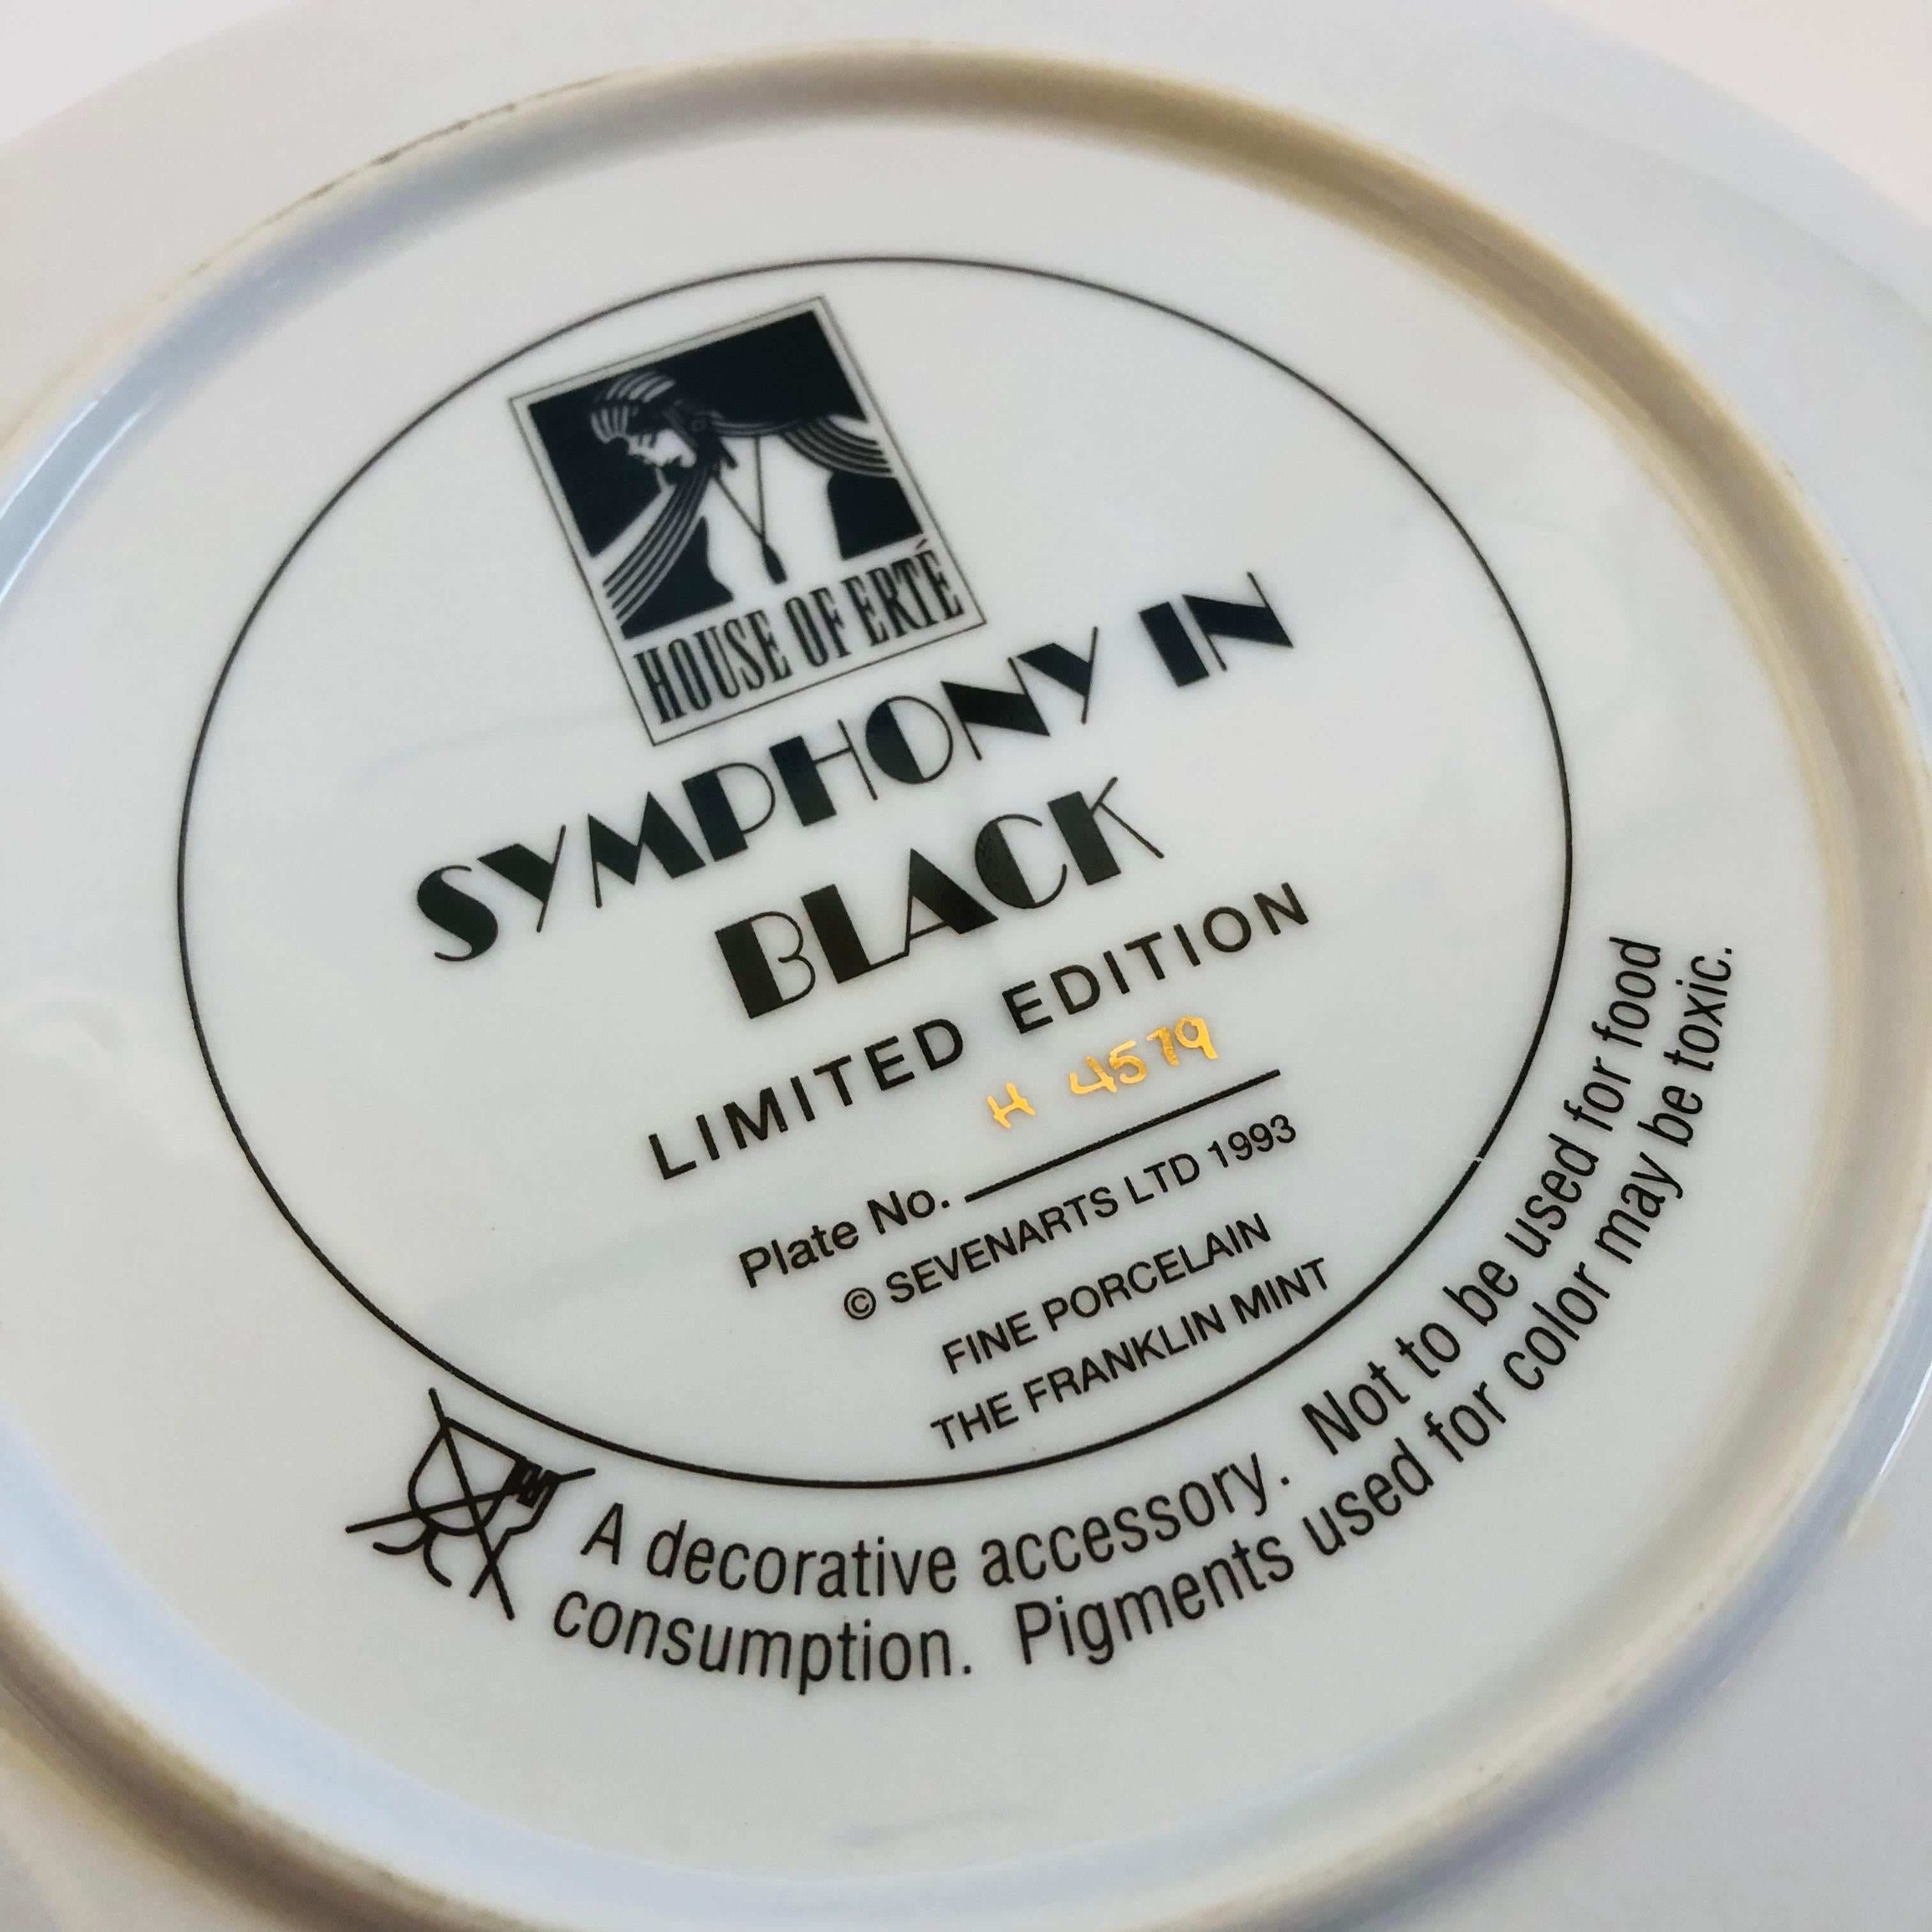 HOUSE OF ERTÉ
SYMPHONY IN
BLACK
LIMITED EDITION
Plate No. H 4579
© SEVENARTS LTD 1993
FINE PORCELAIN
THE FRANKLIN MINT
A decorative accessory. Not to be used for food
consumption. Pigments used for color may be toxic.